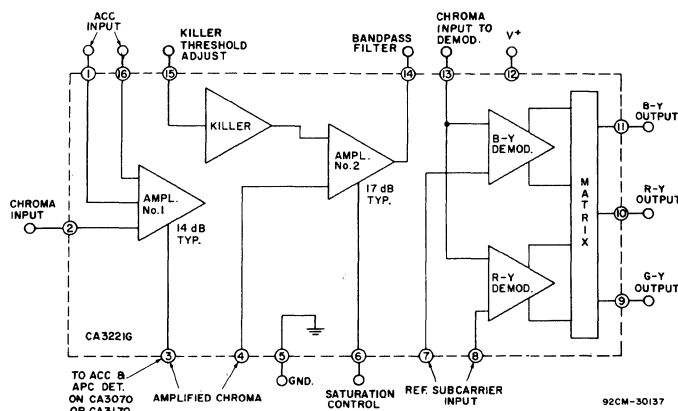 ACC
INPUT
KILLER
THRESHOLD
ADJUST
BANDPASS
FILTER
CHROMA
INPUT TO
DEMOD.
V+
1
16
15
14
13
12
KILLER
AMPL.
No.2
17 dB
TYP.
B-Y
DEMOD.
B-Y
OUTPUT
11
CHROMA
INPUT
2
AMPL.
No.1
14 dB
TYP.
MATRIX
R-Y
OUTPUT
10
R-Y
DEMOD.
G-Y
OUTPUT
9
CA3221G
3
4
5
6
7
8
TO ACC &
APC DET.
ON CA3070
OR CA3170
AMPLIFIED CHROMA
GND.
SATURATION
CONTROL
REF. SUBCARRIER
INPUT
92CM-30137